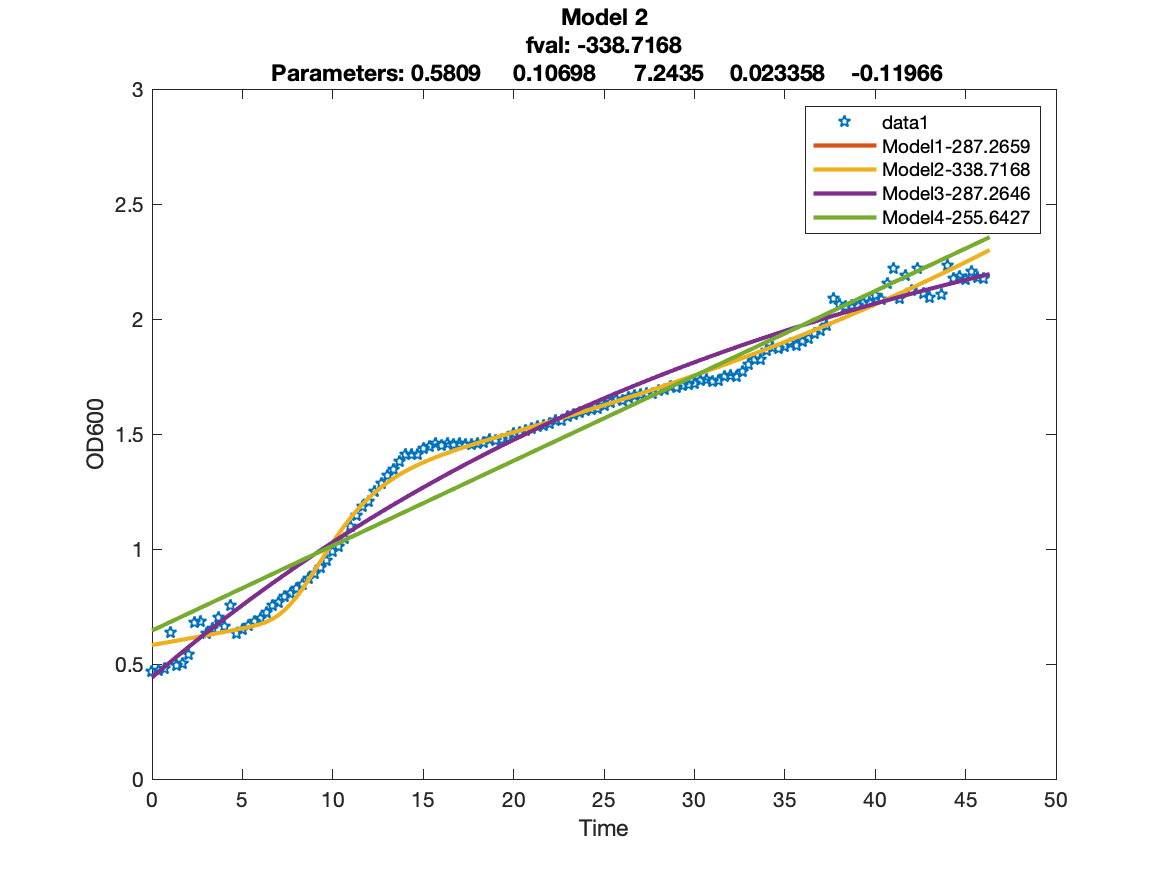 Model 2
fval: -338.7168
Parameters: 0.5809 0.10698 7.2435 0.023358 -0.11966
3
data1
Model1-287.2659
Model2-338.7168
Model3-287.2646
Model4-255.6427
2.5
2
1.5
OD600
1
0.5
0
0 5 10 15 20 25 30 35 40 45 50
Time